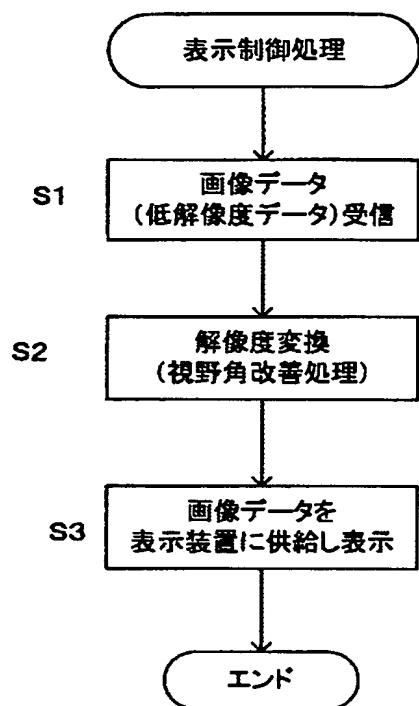 表示制御処理
S1
画像データ
(低解像度データ)受信
S2
解像度変換
(視野角改善処理)
S3
画像データを
表示装置に供給し表示
エンド